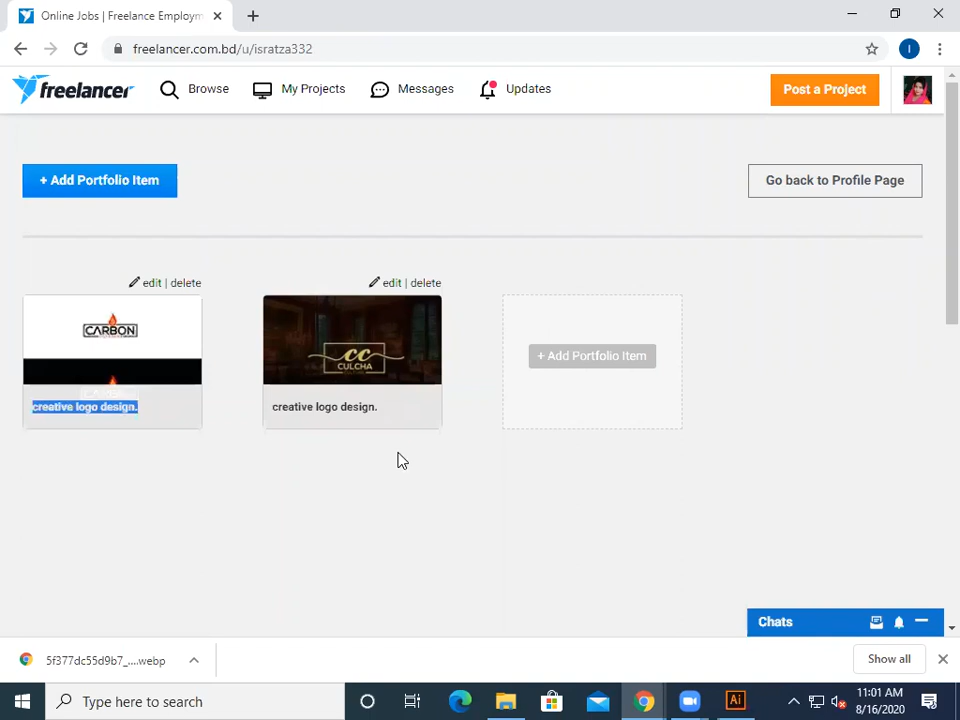 Online Jobs | Freelance Employm
freelancer.com.bd/u/isratza332
I
freelancer
Browse
My Projects
Messages
Updates
Post a Project
+ Add Portfolio Item
Go back to Profile Page
edit | delete
edit | delete
CARBON
CC
CULCHA
+ Add Portfolio Item
creative logo design.
creative logo design.
Chats
5f377dc55d9b7_....webp
Show all
Type here to search
Ai
11:01 AM
8/16/2020